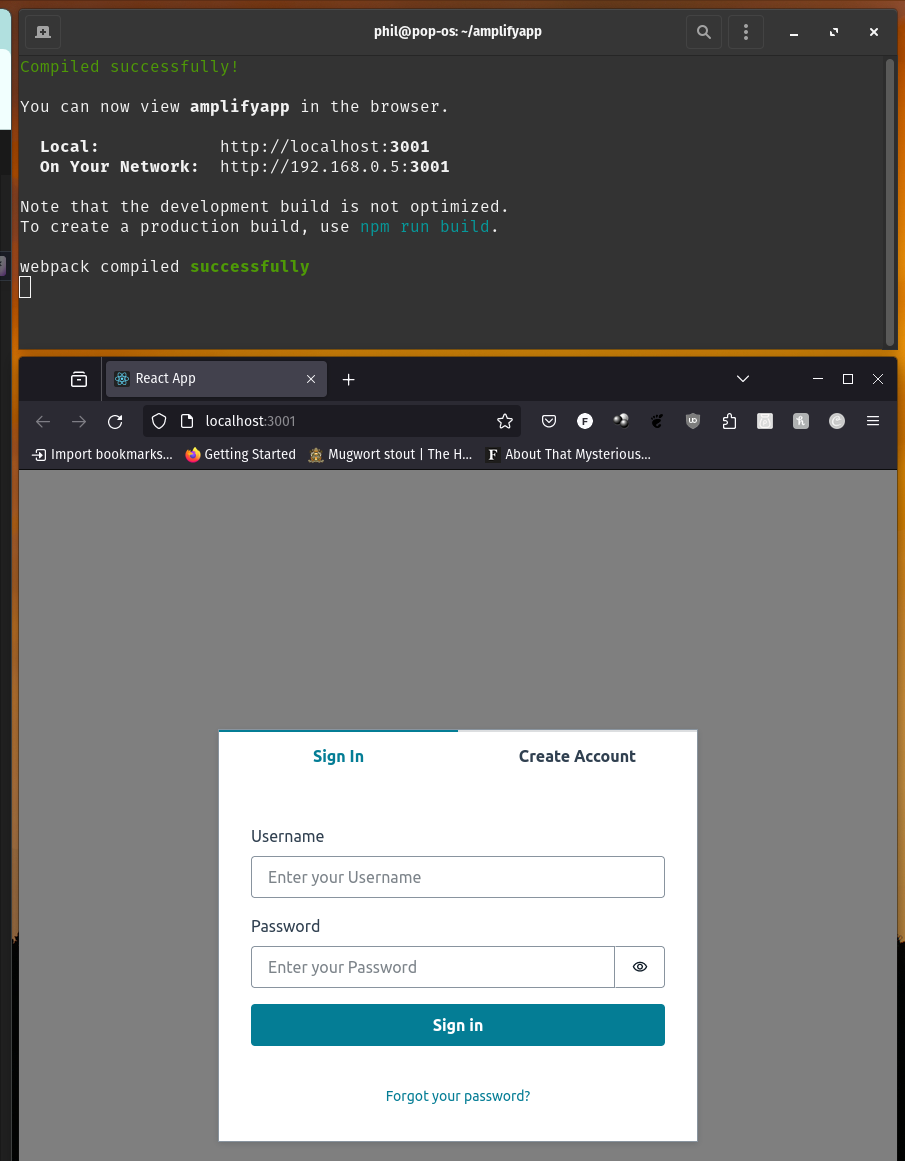 phil@pop-os: ~/amplifyapp
Compiled successfully!
You can now view amplifyapp in the browser.
Local: http://localhost:3001
On Your Network: http://192.168.0.5:3001
Note that the development build is not optimized.
To create a production build, use npm run build.
webpack compiled successfully
React App
localhost:3001
Import bookmarks... Getting Started Mugwort stout | The H... F About That Mysterious...
Sign In Create Account
Username
Enter your Username
Password
Enter your Password
Sign in
Forgot your password?